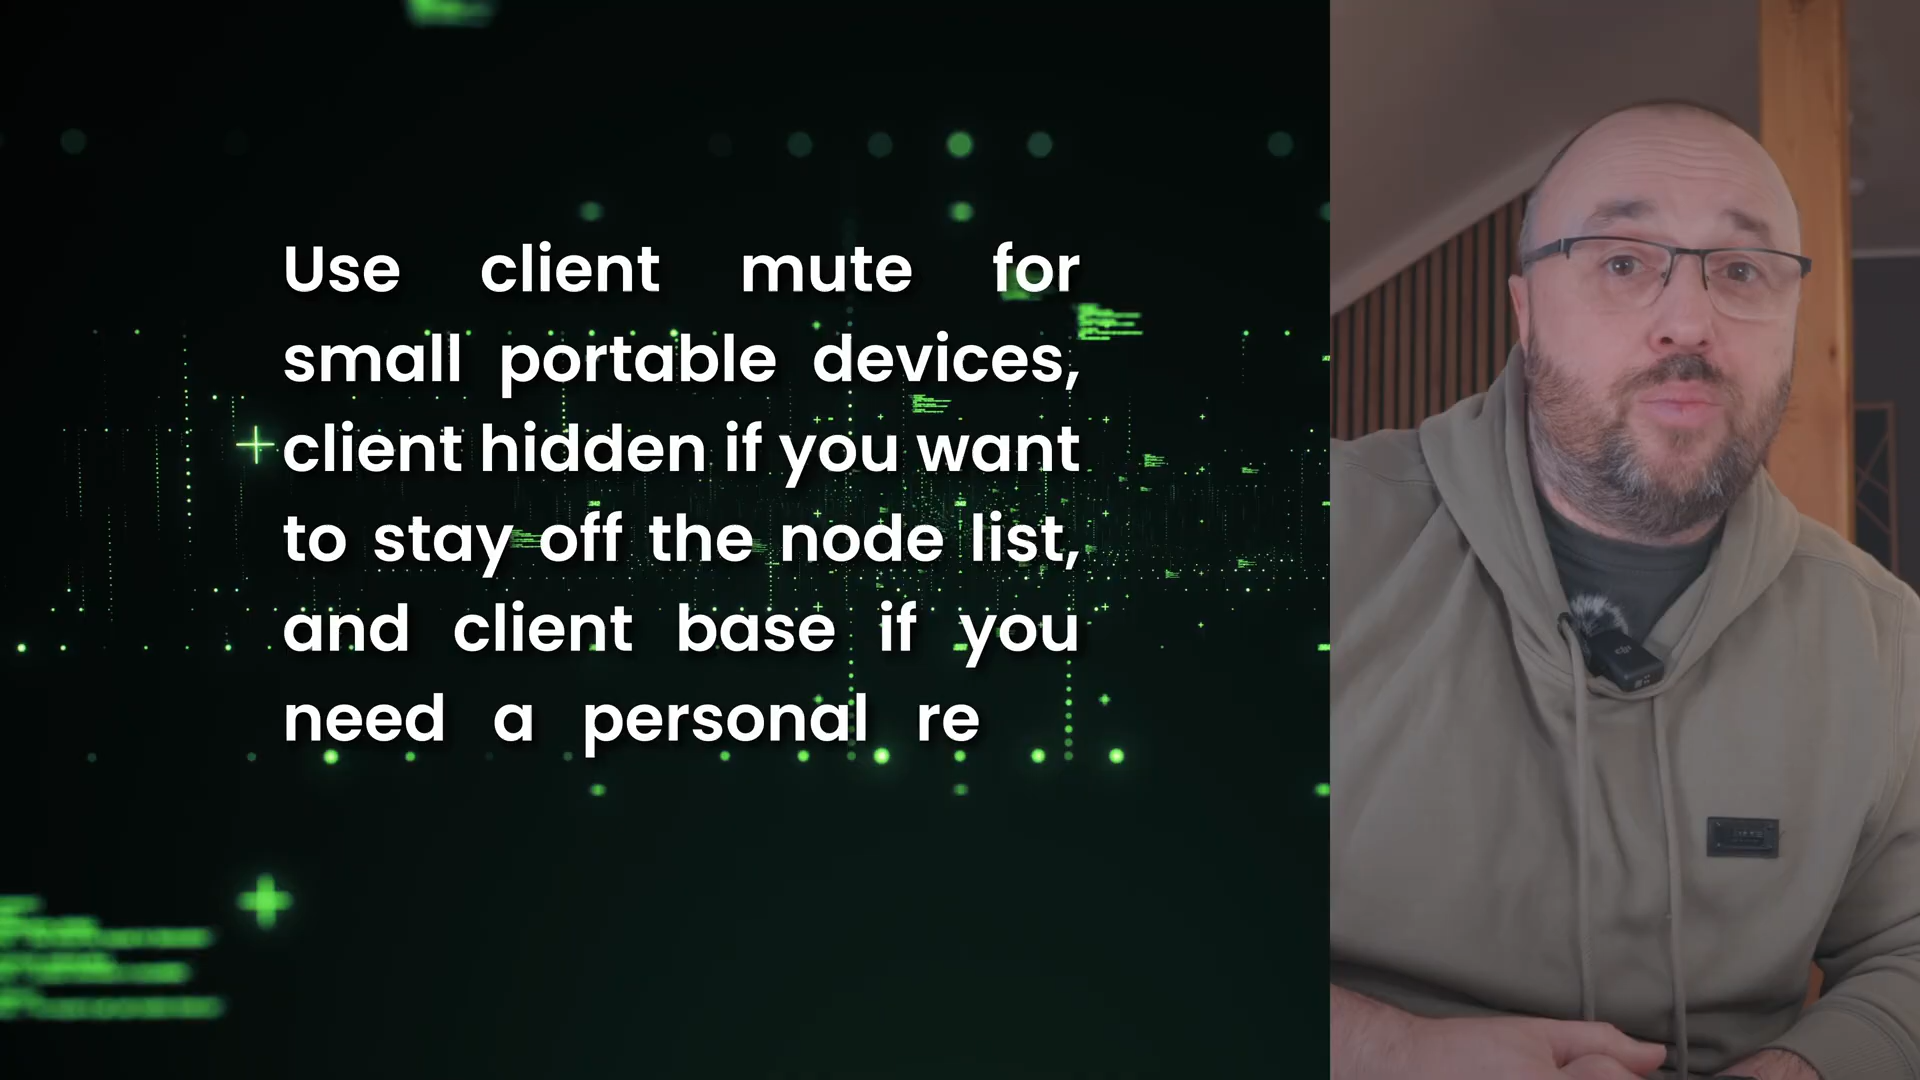 Use client mute for
small portable devices,
client hidden if you want
to stay off the node list,
and client base if you
need a personal re
dji